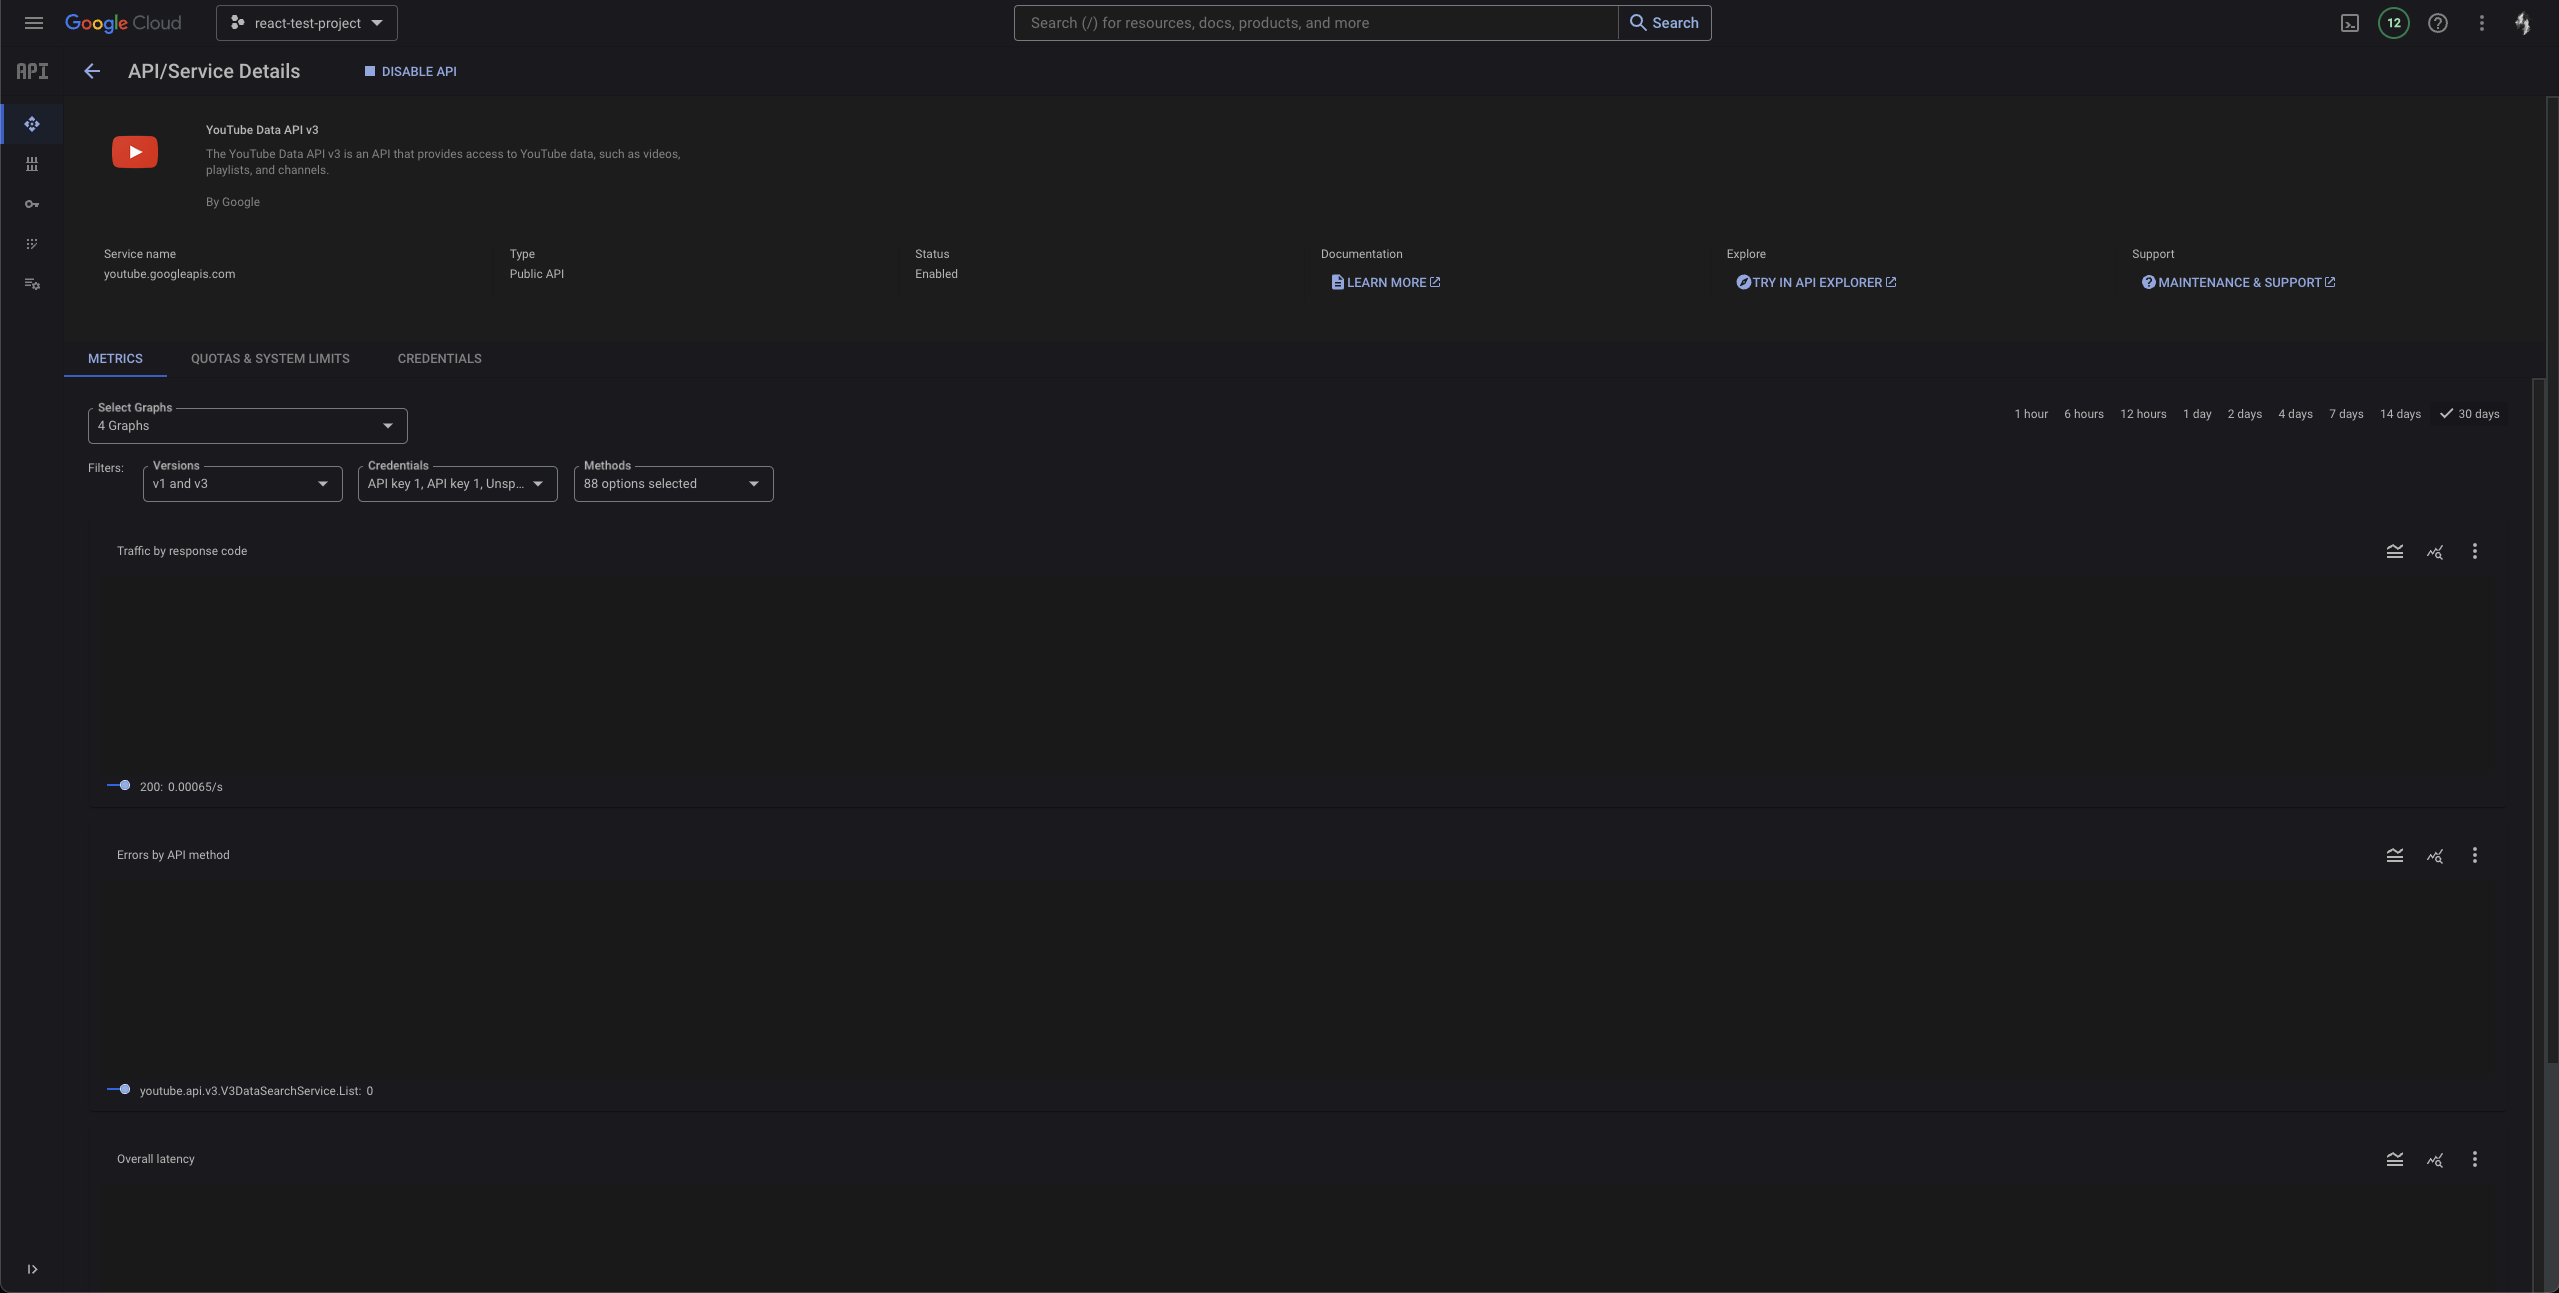 Google Cloud
react-test-project
Search (/) for resources, docs, products, and more
Search
12
API
API/Service Details
DISABLE API
YouTube Data API v3
The YouTube Data API v3 is an API that provides access to YouTube data, such as videos,
playlists, and channels.
By Google
Service name
youtube.googleapis.com
Type
Public API
Status
Enabled
Documentation
LEARN MORE
Explore
TRY IN API EXPLORER
Support
MAINTENANCE & SUPPORT
METRICS
QUOTAS & SYSTEM LIMITS
CREDENTIALS
Select Graphs
4 Graphs
1 hour
6 hours
12 hours
1 day
2 days
4 days
7 days
14 days
30 days
Filters:
Versions
v1 and v3
Credentials
API key 1, API key 1, Unsp...
Methods
88 options selected
Traffic by response code
200: 0.00065/s
Errors by API method
youtube.api.v3.V3DataSearchService.List: 0
Overall latency